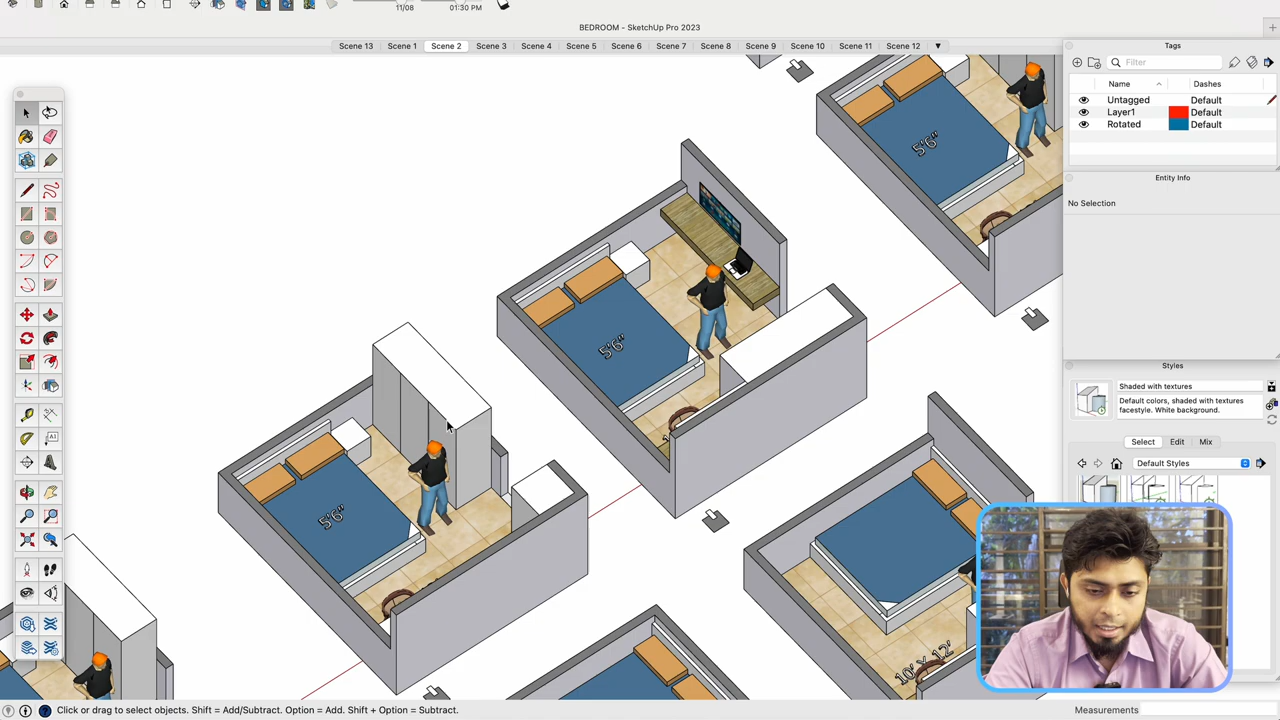 11/08 01:30 PM
BEDROOM - SketchUp Pro 2023
Scene 13 Scene 1 Scene 2 Scene 3 Scene 4 Scene 5 Scene 6 Scene 7 Scene 8 Scene 9 Scene 10 Scene 11 Scene 12
Tags
Filter
Name Dashes
Untagged Default
Layer1 Default
Rotated Default
Entity Info
No Selection
Styles
Shaded with textures
Default colors, shaded with textures
facestyle. White background.
Select Edit Mix
Default Styles
5'6"
5'6"
5'6"
10' X 12'
Click or drag to select objects. Shift = Add/Subtract. Option = Add. Shift + Option = Subtract.
Measurements